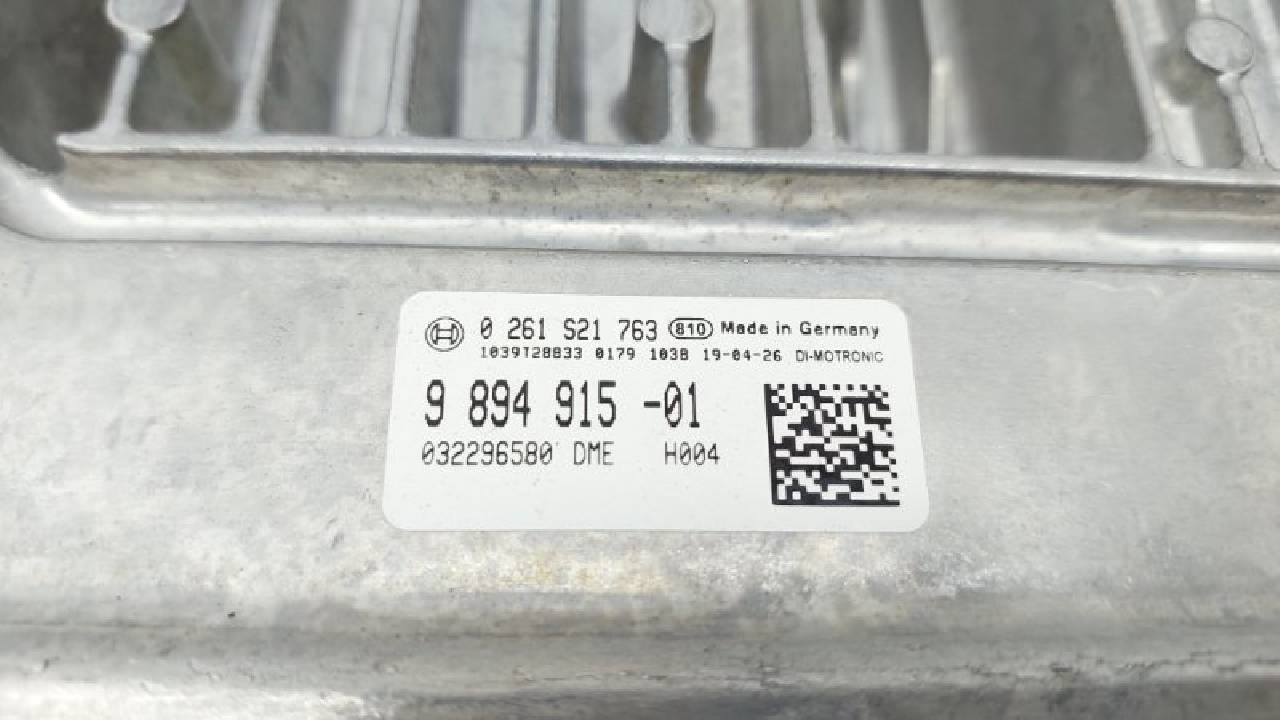 0 261 S21 763 810 Made in Germany
1039T28833 0179 103B 19-04-26 DI-MOTRONIC
9 894 915 -01
032296580 DME H004